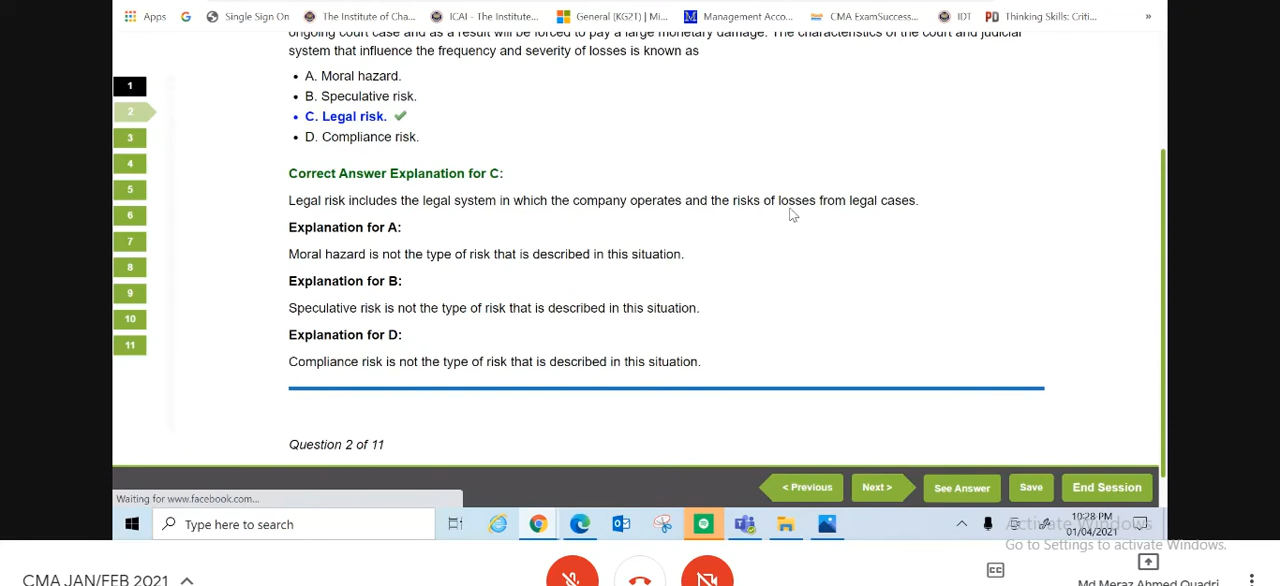 Apps
Single Sign On
The Institute of Cha...
ICAI - The Institute...
General (KG2T) | Mi...
Management Acco...
CMA ExamSuccess...
IDT
Thinking Skills: Criti...
»
ongoing court case and as a result will be forced to pay a large monetary damage. The characteristics of the court and judicial
system that influence the frequency and severity of losses is known as
• A. Moral hazard.
• B. Speculative risk.
• C. Legal risk.
• D. Compliance risk.
Correct Answer Explanation for C:
Legal risk includes the legal system in which the company operates and the risks of losses from legal cases.
Explanation for A:
Moral hazard is not the type of risk that is described in this situation.
Explanation for B:
Speculative risk is not the type of risk that is described in this situation.
Explanation for D:
Compliance risk is not the type of risk that is described in this situation.
1
2
3
4
5
6
7
8
9
10
11
Question 2 of 11
< Previous
Next >
See Answer
Save
End Session
Waiting for www.facebook.com...
Type here to search
10:28 PM
01/04/2021
Activate Windows
Go to Settings to activate Windows.
CMA JAN/FEB 2021
CC
Md Meraz Ahmed Quadri